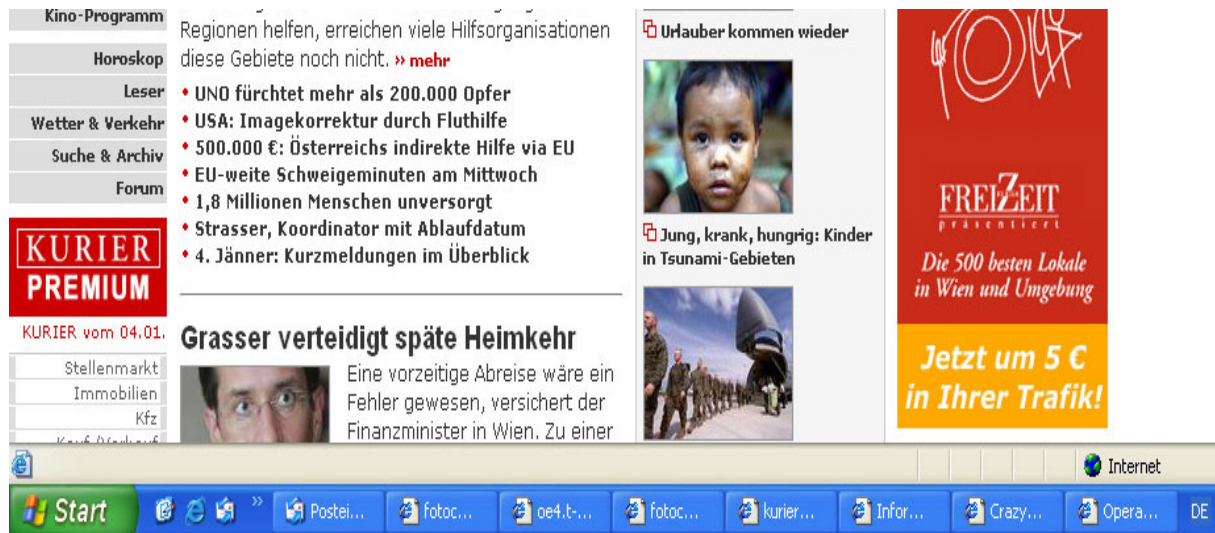 Kino-Programm
Horoskop
Leser
Wetter & Verkehr
Suche & Archiv
Forum
KURIER
PREMIUM
KURIER vom 04.01.
Stellenmarkt
Immobilien
Kfz
Regionen helfen, erreichen viele Hilfsorganisationen
diese Gebiete noch nicht. » mehr
• UNO fürchtet mehr als 200.000 Opfer
• USA: Imagekorrektur durch Fluthilfe
• 500.000 €: Österreichs indirekte Hilfe via EU
• EU-weite Schweigeminuten am Mittwoch
• 1,8 Millionen Menschen unversorgt
• Strasser, Koordinator mit Ablaufdatum
• 4. Jänner: Kurzmeldungen im Überblick
Grasser verteidigt späte Heimkehr
Eine vorzeitige Abreise wäre ein
Fehler gewesen, versichert der
Finanzminister in Wien. Zu einer
Urlauber kommen wieder
Jung, krank, hungrig: Kinder
in Tsunami-Gebieten
FREIZEIT
präsentiert
Die 500 besten Lokale
in Wien und Umgebung
Jetzt um 5 €
in Ihrer Trafik!
Internet
Start
»
Postei...
fotoc...
oe4.t-...
fotoc...
kurier...
Infor...
Crazy...
Opera...
DE